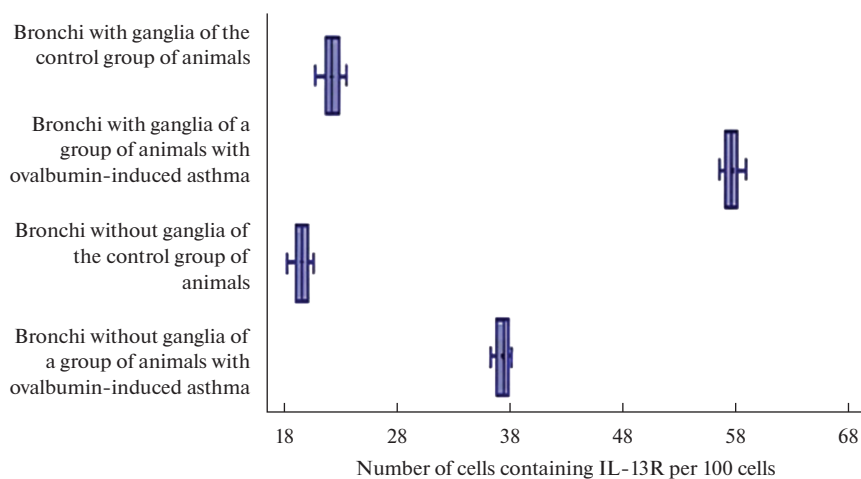 Bronchi with ganglia of the
control group of animals
Bronchi with ganglia of a
group of animals with
ovalbumin-induced asthma
Bronchi without ganglia of
the control group of
animals
Bronchi without ganglia of
a group of animals with
ovalbumin-induced asthma
18 28 38 48 58 68
Number of cells containing IL-13R per 100 cells